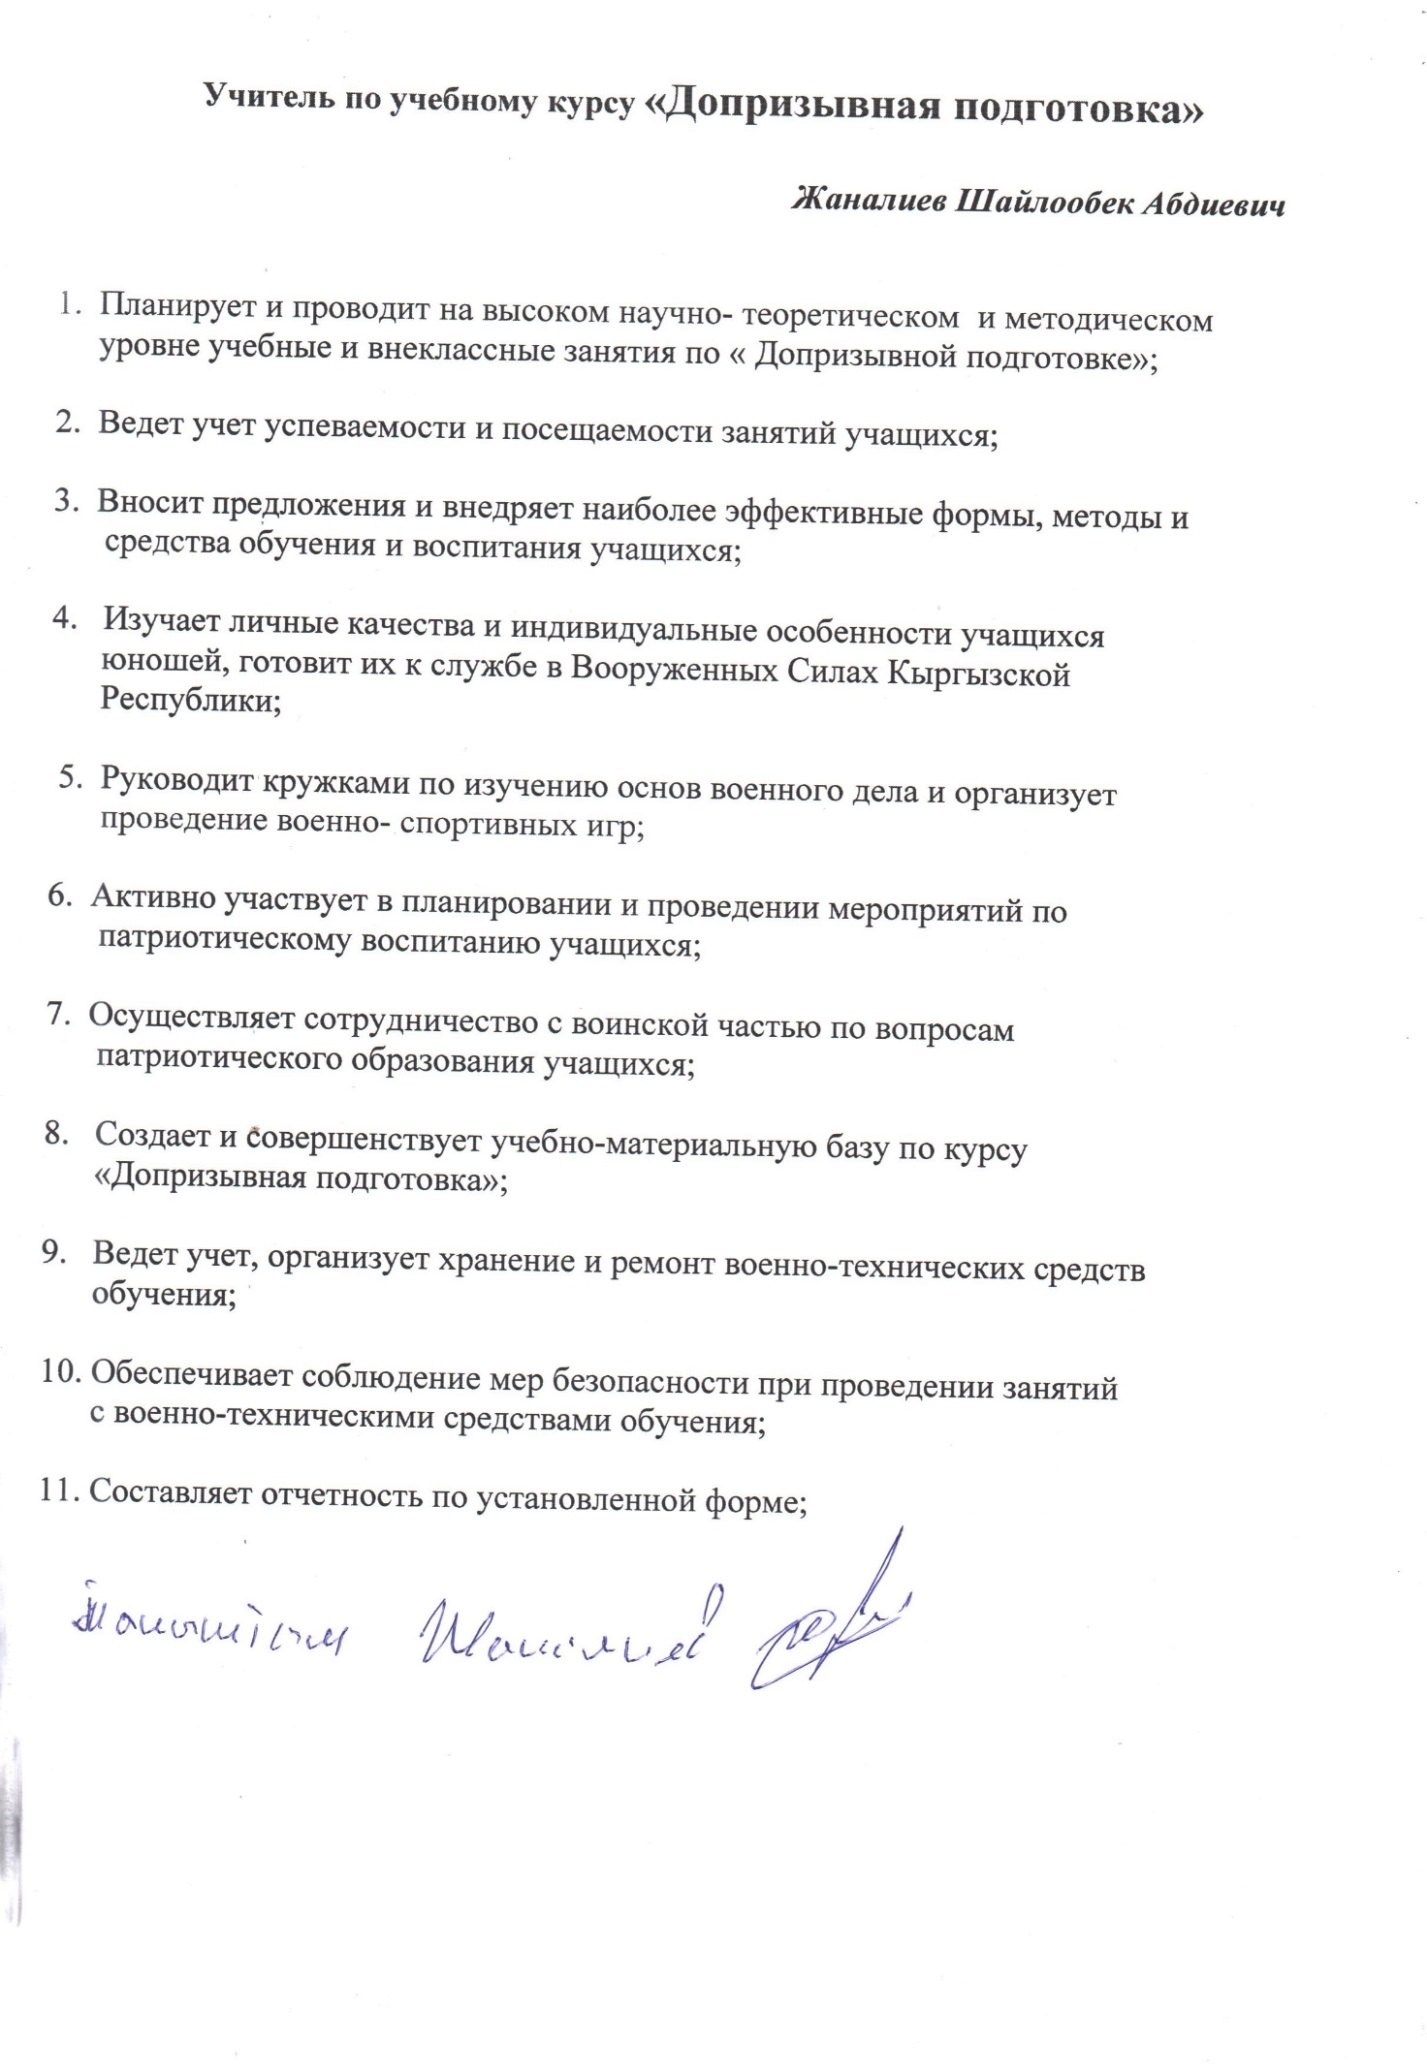 Учитель по учебному курсу «Допризывная подготовка»
Жаналиев Шайлообек Абдиевич
1. Планирует и проводит на высоком научно- теоретическом и методическом
уровне учебные и внеклассные занятия по « Допризывной подготовке»;
2. Ведет учет успеваемости и посещаемости занятий учащихся;
3. Вносит предложения и внедряет наиболее эффективные формы, методы и
средства обучения и воспитания учащихся;
4. Изучает личные качества и индивидуальные особенности учащихся
юношей, готовит их к службе в Вооруженных Силах Кыргызской
Республики;
5. Руководит кружками по изучению основ военного дела и организует
проведение военно- спортивных игр;
6. Активно участвует в планировании и проведении мероприятий по
патриотическому воспитанию учащихся;
7. Осуществляет сотрудничество с воинской частью по вопросам
патриотического образования учащихся;
8. Создает и совершенствует учебно-материальную базу по курсу
«Допризывная подготовка»;
9. Ведет учет, организует хранение и ремонт военно-технических средств
обучения;
10. Обеспечивает соблюдение мер безопасности при проведении занятий
с военно-техническими средствами обучения;
11. Составляет отчетность по установленной форме;